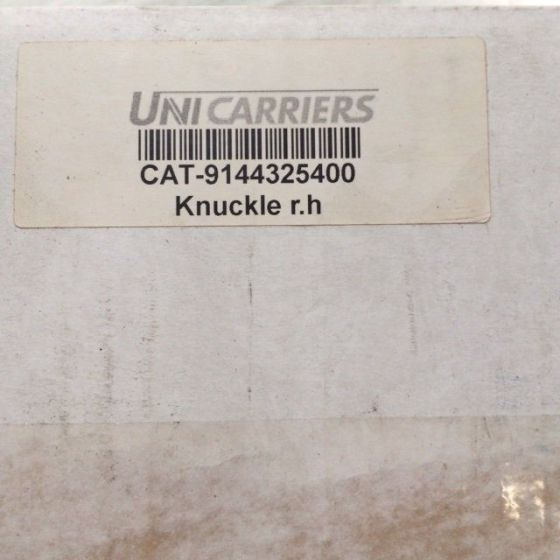 UNICARRIERS
CAT-9144325400
Knuckle r.h